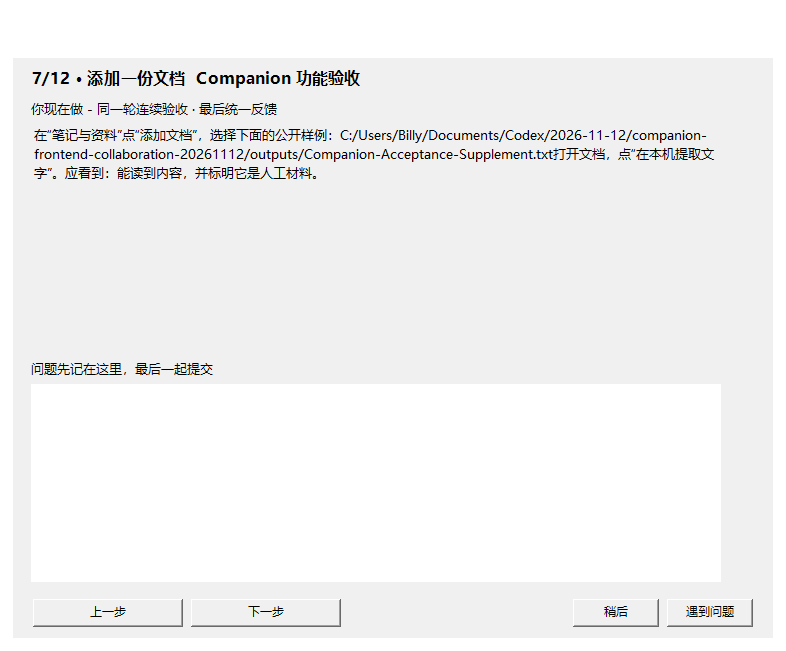 7/12 • 添加一份文档  Companion 功能验收
你现在做 - 同一轮连续验收 · 最后统一反馈
在“笔记与资料”点“添加文档”，选择下面的公开样例：C:/Users/Billy/Documents/Codex/2026-11-12/companion-
frontend-collaboration-20261112/outputs/Companion-Acceptance-Supplement.txt打开文档，点“在本机提取文
字”。应看到：能读到内容，并标明它是人工材料。
问题先记在这里，最后一起提交
上一步 下一步 稍后 遇到问题